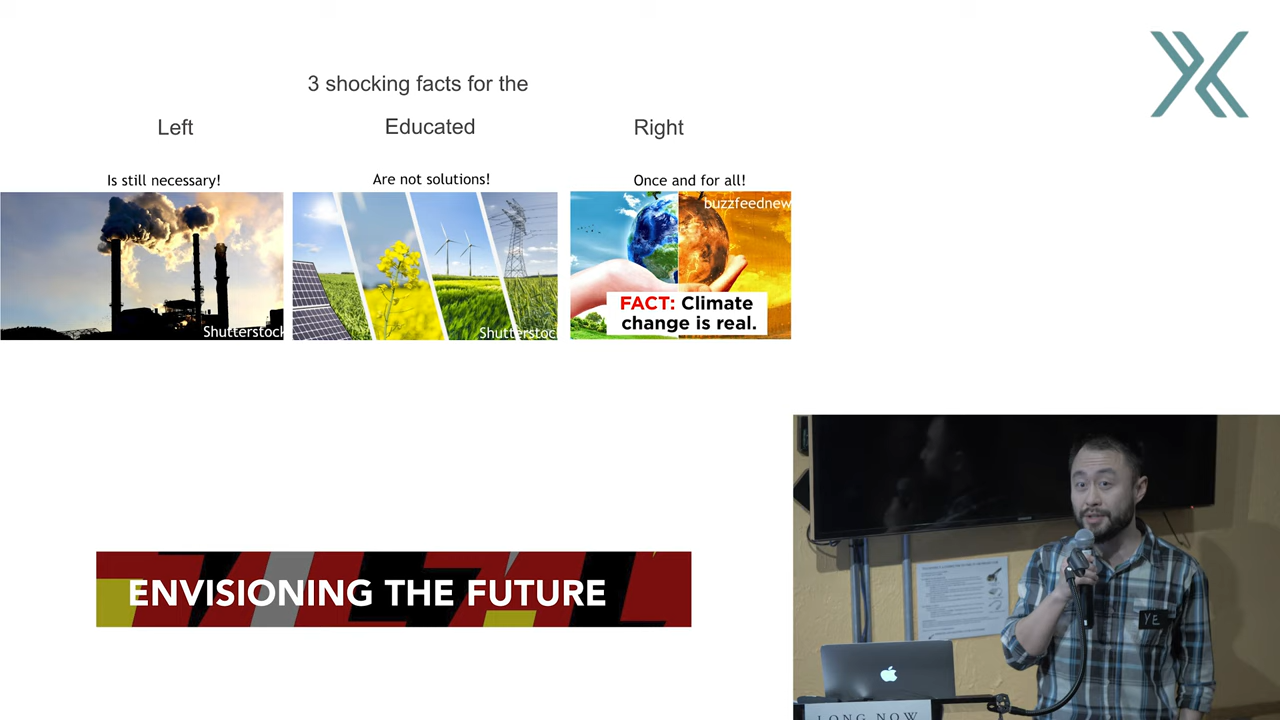 3 shocking facts for the
Left
Educated
Right
Is still necessary!
Are not solutions!
Once and for all!
buzzfeednew
FACT: Climate
change is real.
Shutterstock
Shutterstoc
ENVISIONING THE FUTURE
YE
LONG NOW